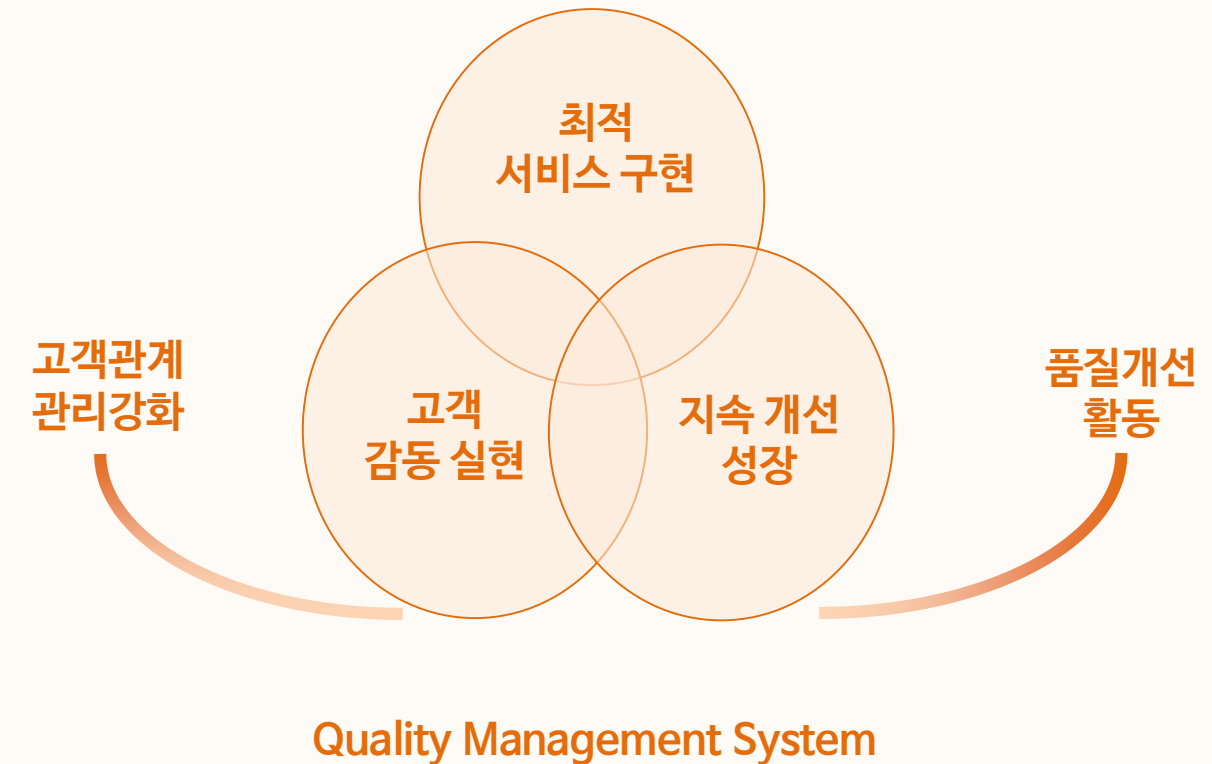 최적
서비스 구현
고객관계
관리강화
고객
감동 실현
지속 개선
성장
품질개선
활동
Quality Management System